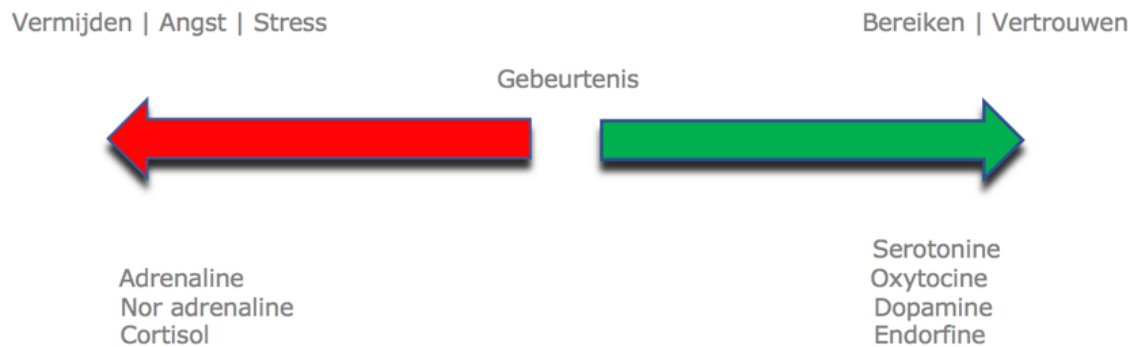 Vermijden | Angst | Stress
Bereiken | Vertrouwen
Gebeurtenis
Adrenaline
Nor adrenaline
Cortisol
Serotonine
Oxytocine
Dopamine
Endorfine